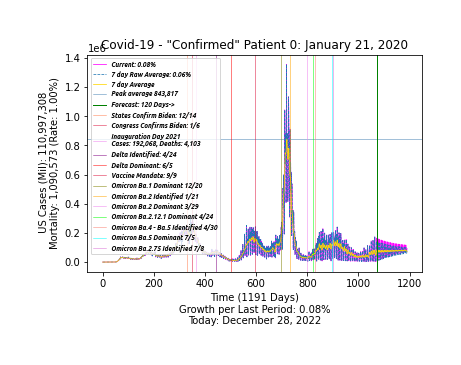 Covid-19 - "Confirmed" Patient 0: January 21, 2020
1e6
1.4
1.2
1.0
0.8
0.6
0.4
0.2
0.0
US Cases (Mil): 110,997,308
Mortality: 1,090,573 (Rate: 1.00%)
Current: 0.08%
7 day Raw Average: 0.06%
7 day Average
Peak average 843,817
Forecast: 120 Days->
States Confirm Biden: 12/14
Congress Confirms Biden: 1/6
Inauguration Day 2021
Cases: 192,068, Deaths: 4,103
Delta Identified: 4/24
Delta Dominant: 6/5
Vaccine Mandate: 9/9
Omicron Ba.1 Dominant 12/20
Omicron Ba.2 Identified 1/21
Omicron Ba.2 Dominant 3/29
Omicron Ba.2.12.1 Dominant 4/24
Omicron Ba.4 - Ba.5 Identified 4/30
Omicron Ba.5 Dominant 7/5
Omicron Ba.2.75 Identified 7/8
0 200 400 600 800 1000 1200
Time (1191 Days)
Growth per Last Period: 0.08%
Today: December 28, 2022